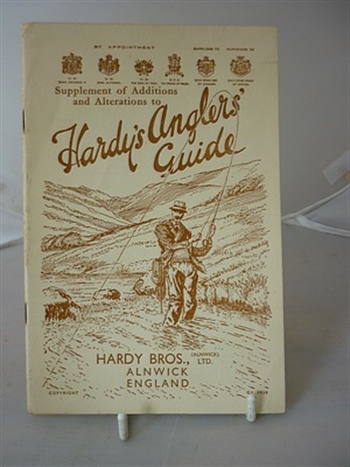 BY APPOINTMENT
Supplement of Additions
and Alterations to
Hardy's Anglers'
Guide
HARDY BROS., (ALNWICK) LTD.
ALNWICK
ENGLAND
COPYRIGHT